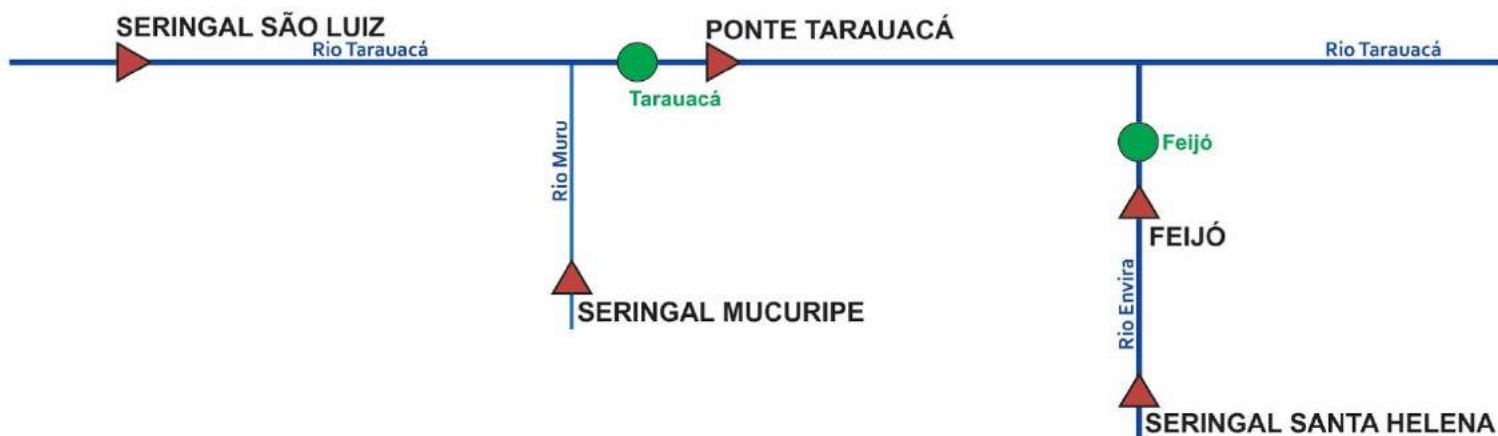 SERINGAL SÃO LUIZ
PONTE TARAUACÁ
Rio Tarauacá
Rio Tarauacá
Tarauacá
Feijó
Rio Muru
FEIJÓ
Rio Envira
SERINGAL MUCURIPE
SERINGAL SANTA HELENA